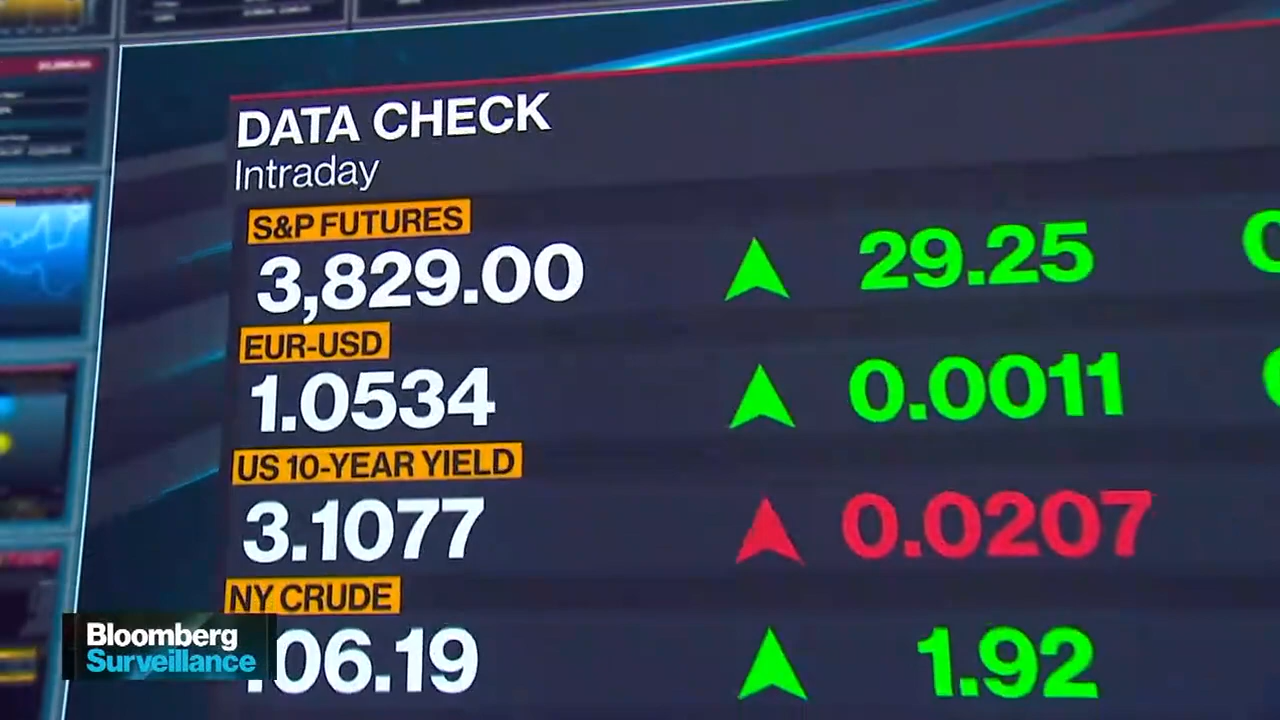 DATA CHECK
Intraday
S&P FUTURES
3,829.00 29.25
EUR-USD
1.0534 0.0011
US 10-YEAR YIELD
3.1077 0.0207
NY CRUDE
06.19 1.92
Bloomberg
Surveillance